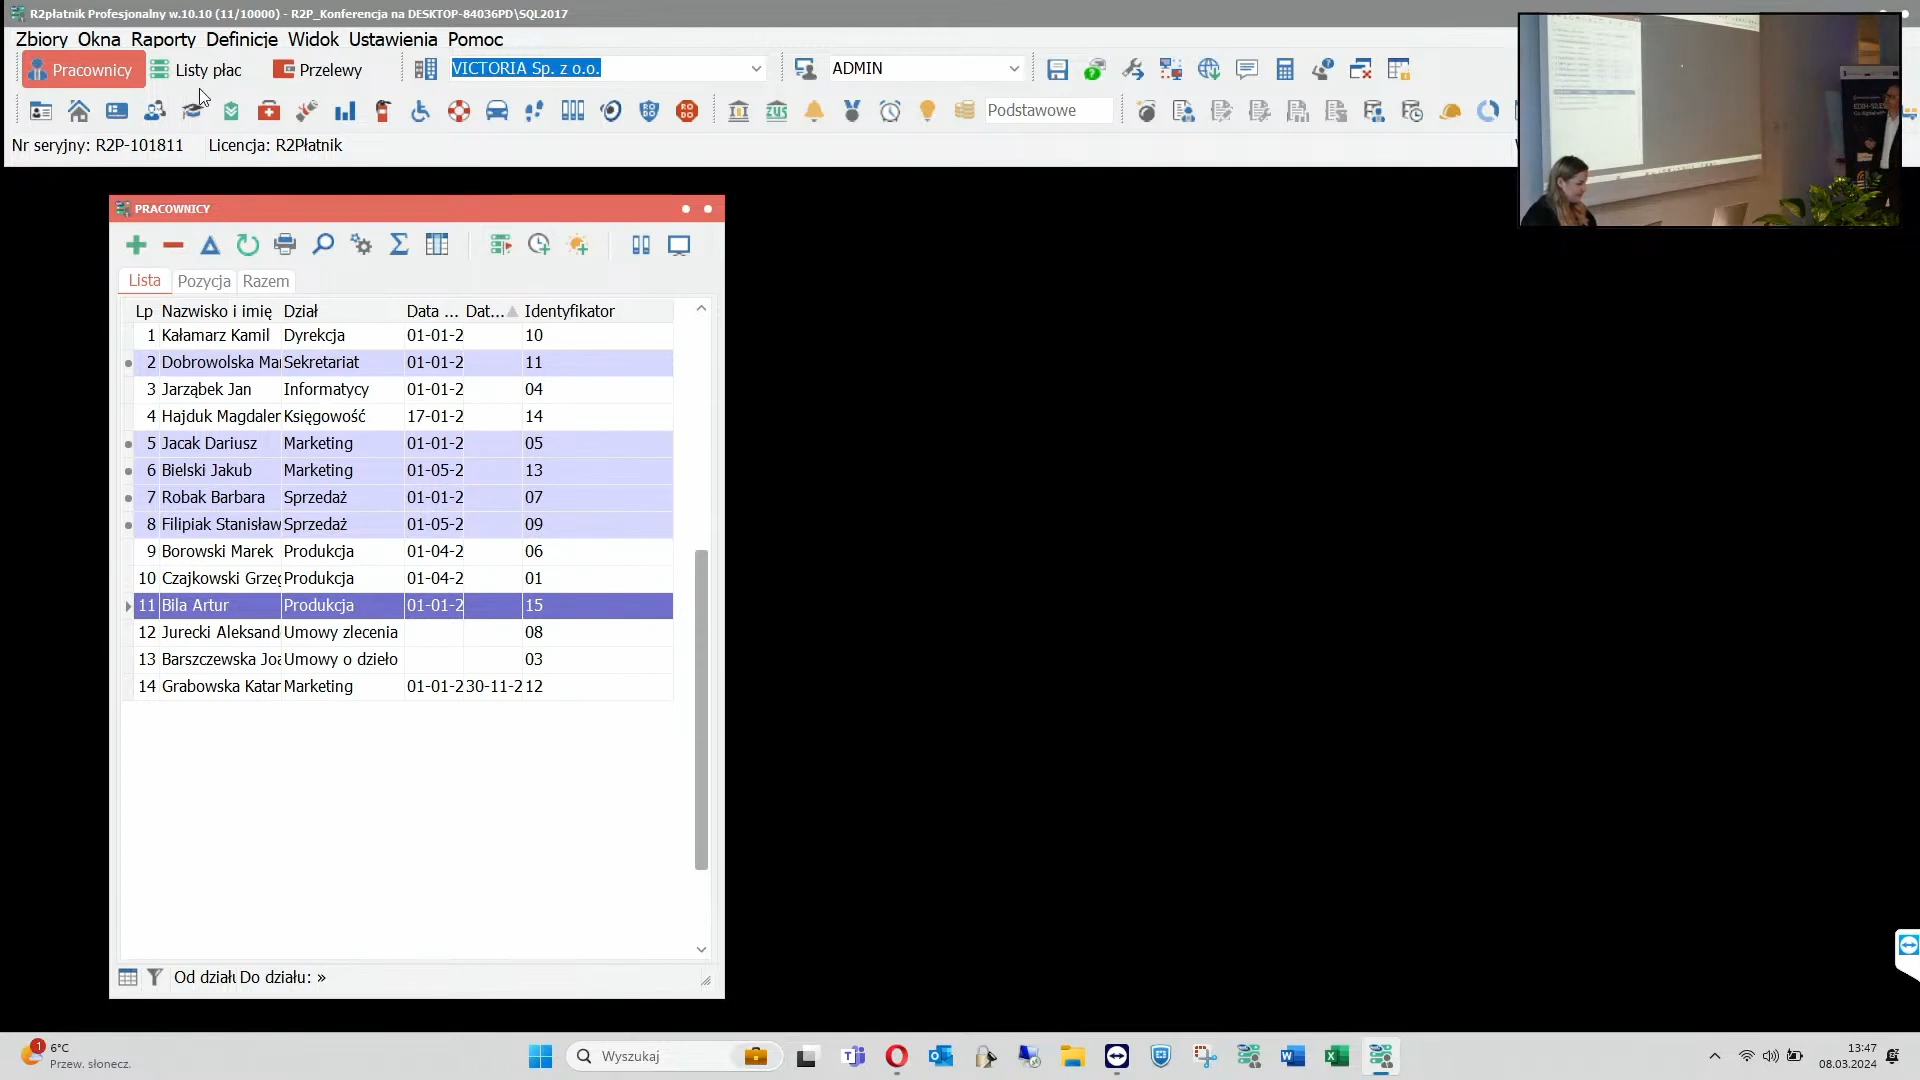 R2płatnik Profesjonalny w.10.10 (11/10000) - R2P_Konferencja na DESKTOP-84036PD\SQL2017
Zbiory Okna Raporty Definicje Widok Ustawienia Pomoc
Pracownicy Listy płac Przelewy VICTORIA Sp. z o.o. ADMIN
ZUS RODO RODO Podstawowe
Nr seryjny: R2P-101811 Licencja: R2Płatnik
PRACOWNICY
Lista Pozycja Razem
Lp Nazwisko i imię Dział Data ... Dat... Identyfikator
1 Kałamarz Kamil Dyrekcja 01-01-2 10
2 Dobrowolska Mar Sekretariat 01-01-2 11
3 Jarząbek Jan Informatycy 01-01-2 04
4 Hajduk Magdaler Księgowość 17-01-2 14
5 Jacak Dariusz Marketing 01-01-2 05
6 Bielski Jakub Marketing 01-05-2 13
7 Robak Barbara Sprzedaż 01-01-2 07
8 Filipiak Stanisław Sprzedaż 01-05-2 09
9 Borowski Marek Produkcja 01-04-2 06
10 Czajkowski Grzeg Produkcja 01-04-2 01
11 Bila Artur Produkcja 01-01-2 15
12 Jurecki Aleksand Umowy zlecenia 08
13 Barszczewska Joa Umowy o dzieło 03
14 Grabowska Katar Marketing 01-01-2 30-11-2 12
Od działu Do działu: »
1 6°C
Przew. słonecz.
Wyszukaj
13:47
08.03.2024